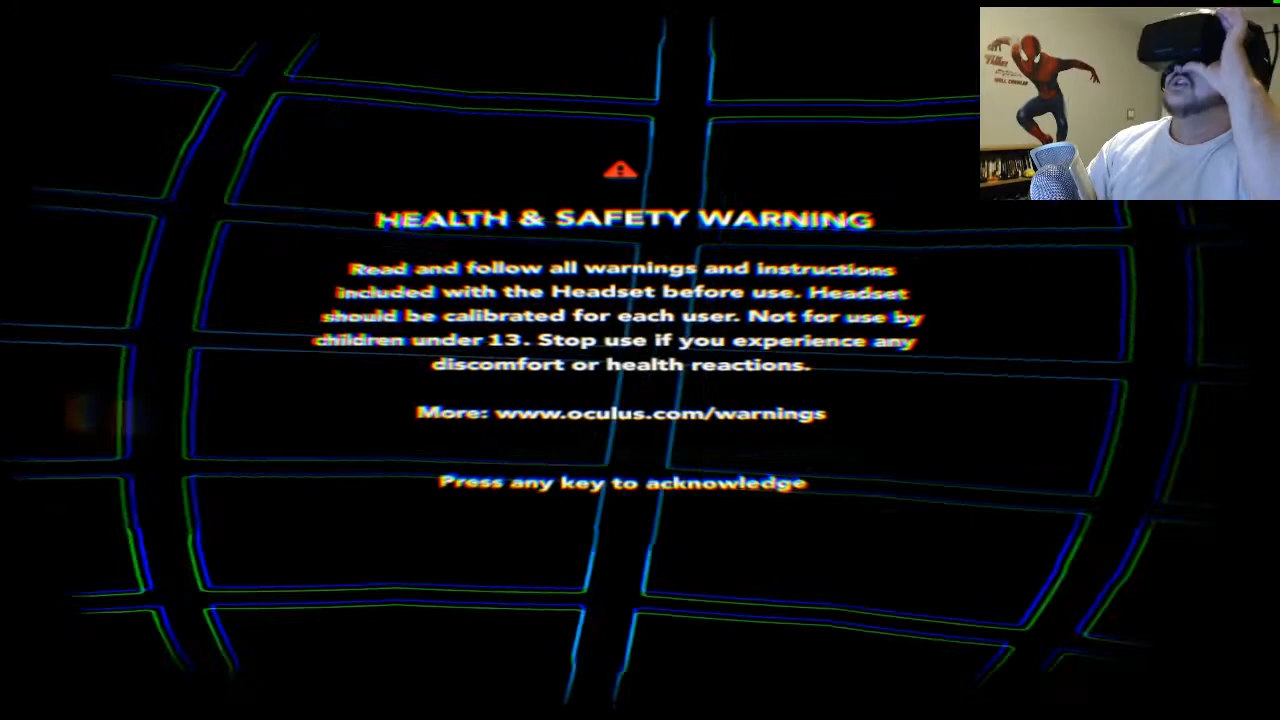 HEALTH & SAFETY WARNING
Read and follow all warnings and instructions
included with the Headset before use. Headset
should be calibrated for each user. Not for use by
children under 13. Stop use if you experience any
discomfort or health reactions.
More: www.oculus.com/warnings
Press any key to acknowledge